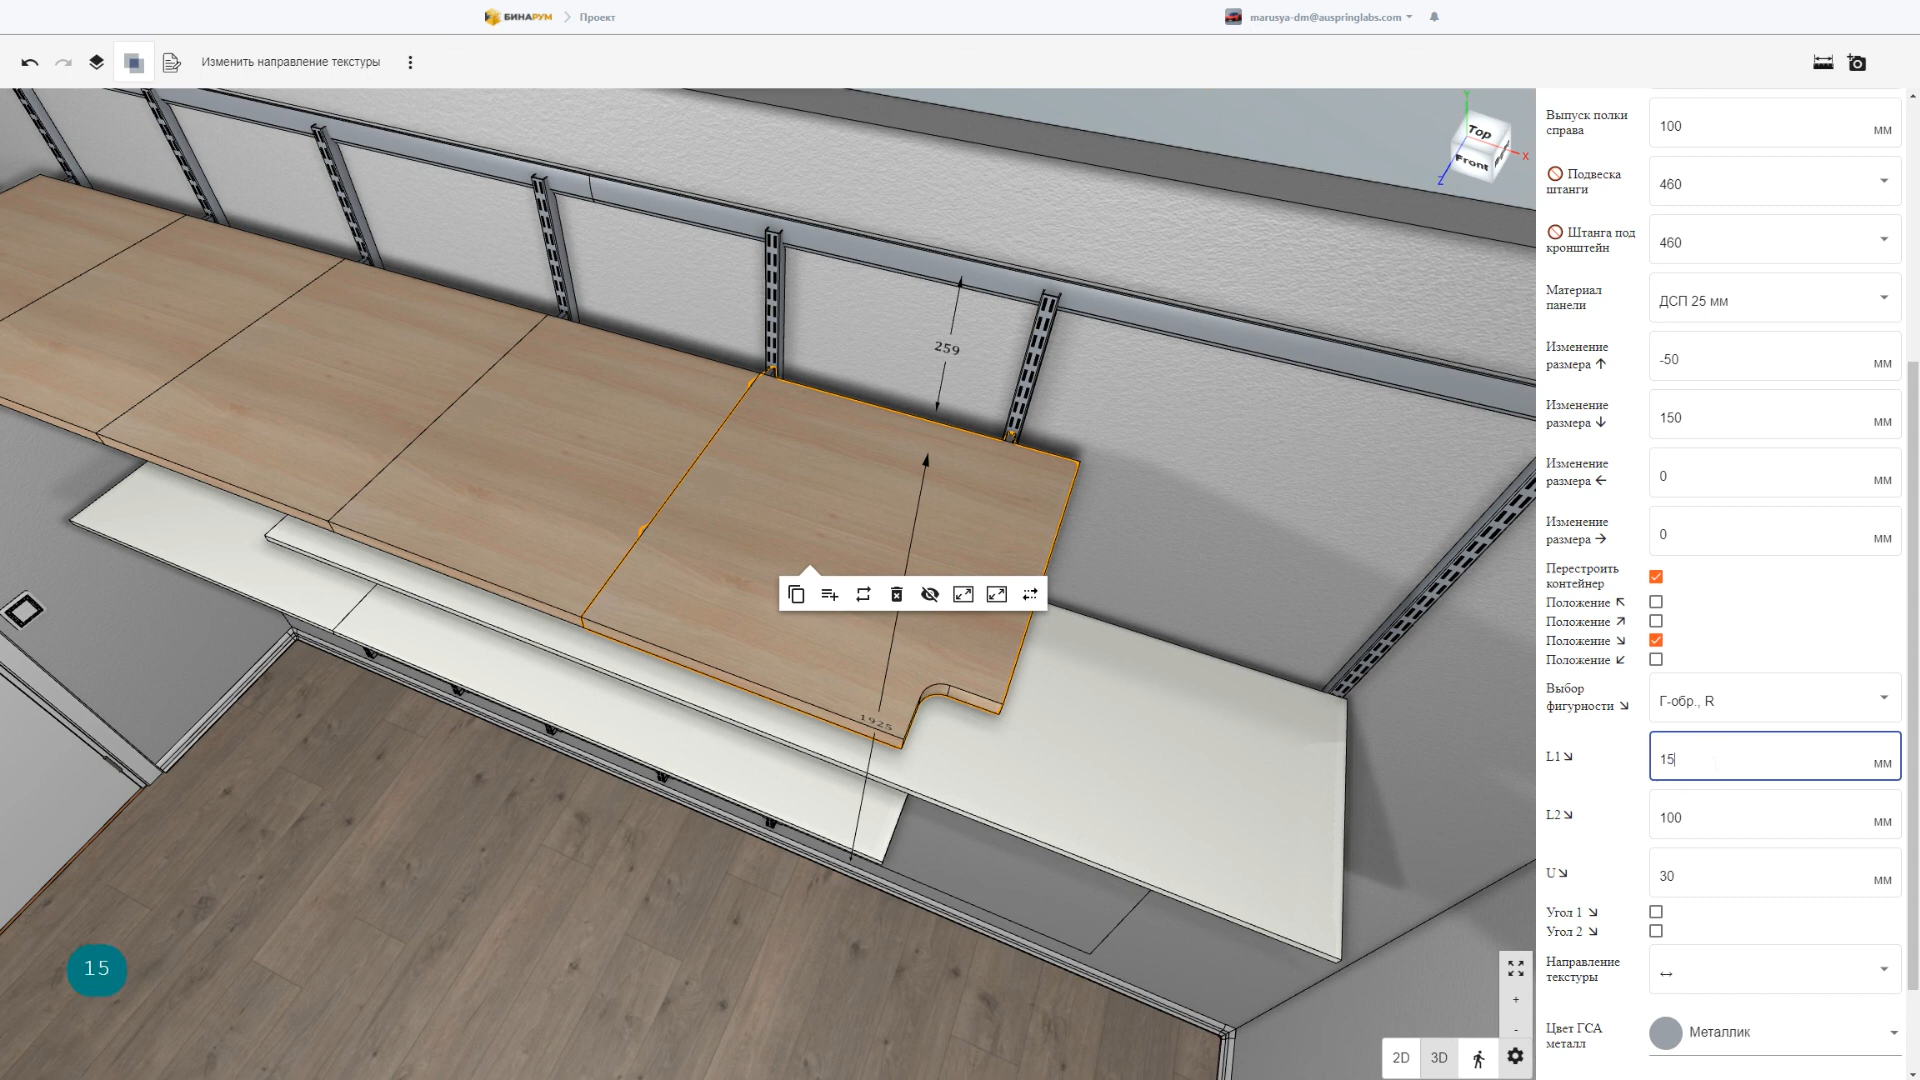 БИНАРУМ
Проект
marusya-dm@auspringlabs.com
Изменить направление текстуры
Y
Top
Front
X
Z
259
1925
15
Выпуск полки
справа
100
мм
Подвеска
штанги
460
Штанга под
кронштейн
460
Материал
панели
ДСП 25 мм
Изменение
размера ↑
-50
мм
Изменение
размера ↓
150
мм
Изменение
размера ←
0
мм
Изменение
размера →
0
мм
Перестроить
контейнер
Положение ↖
Положение ↗
Положение ↘
Положение ↙
Выбор
фигурности ↘
Г-обр., R
L1↘
15
мм
L2↘
100
мм
U↘
30
мм
Угол 1 ↘
Угол 2 ↘
Направление
текстуры
↔
Цвет ГСА
металл
Металлик
+
-
2D
3D